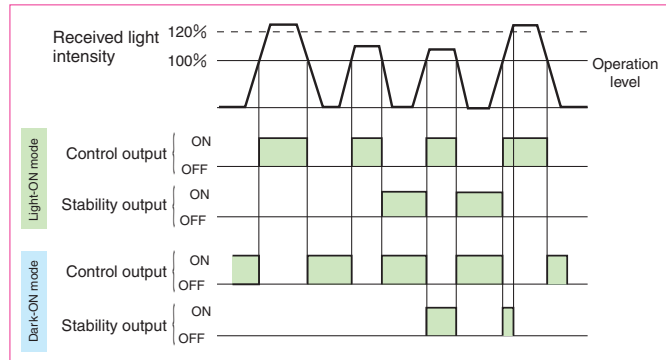 Received light
intensity
120%
100%
Operation
level
Light-ON mode
Control output
ON
OFF
Stability output
ON
OFF
Dark-ON mode
Control output
ON
OFF
Stability output
ON
OFF